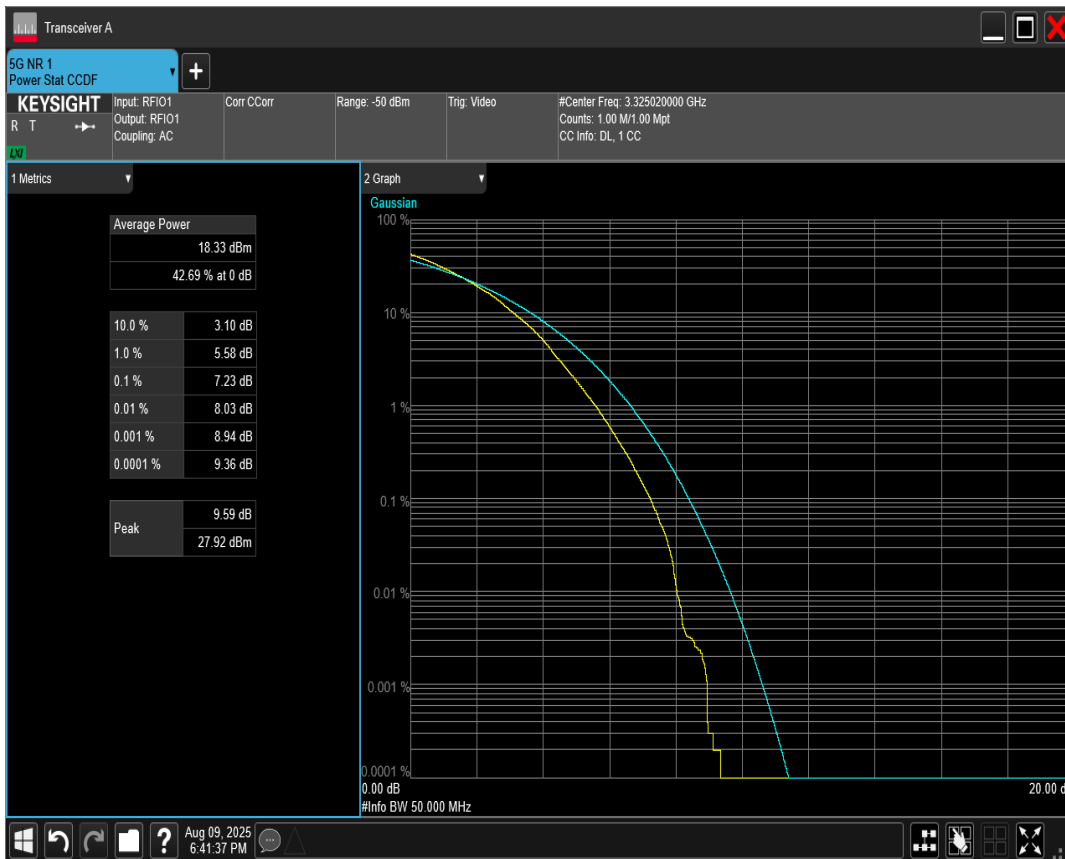 Transceiver A
5G NR 1
Power Stat CCDF
KEYSIGHT
R T
LXI
Input: RFIO1
Output: RFIO1
Coupling: AC
Corr CCorr
Range: -50 dBm
Trig: Video
#Center Freq: 3.325020000 GHz
Counts: 1.00 M/1.00 Mpt
CC Info: DL, 1 CC
1 Metrics
Average Power
18.33 dBm
42.69 % at 0 dB
10.0 % 3.10 dB
1.0 % 5.58 dB
0.1 % 7.23 dB
0.01 % 8.03 dB
0.001 % 8.94 dB
0.0001 % 9.36 dB
Peak
9.59 dB
27.92 dBm
2 Graph
Gaussian
100 %
10 %
1 %
0.1 %
0.01 %
0.001 %
0.0001 %
0.00 dB
20.00 d
#Info BW 50.000 MHz
?
Aug 09, 2025
6:41:37 PM